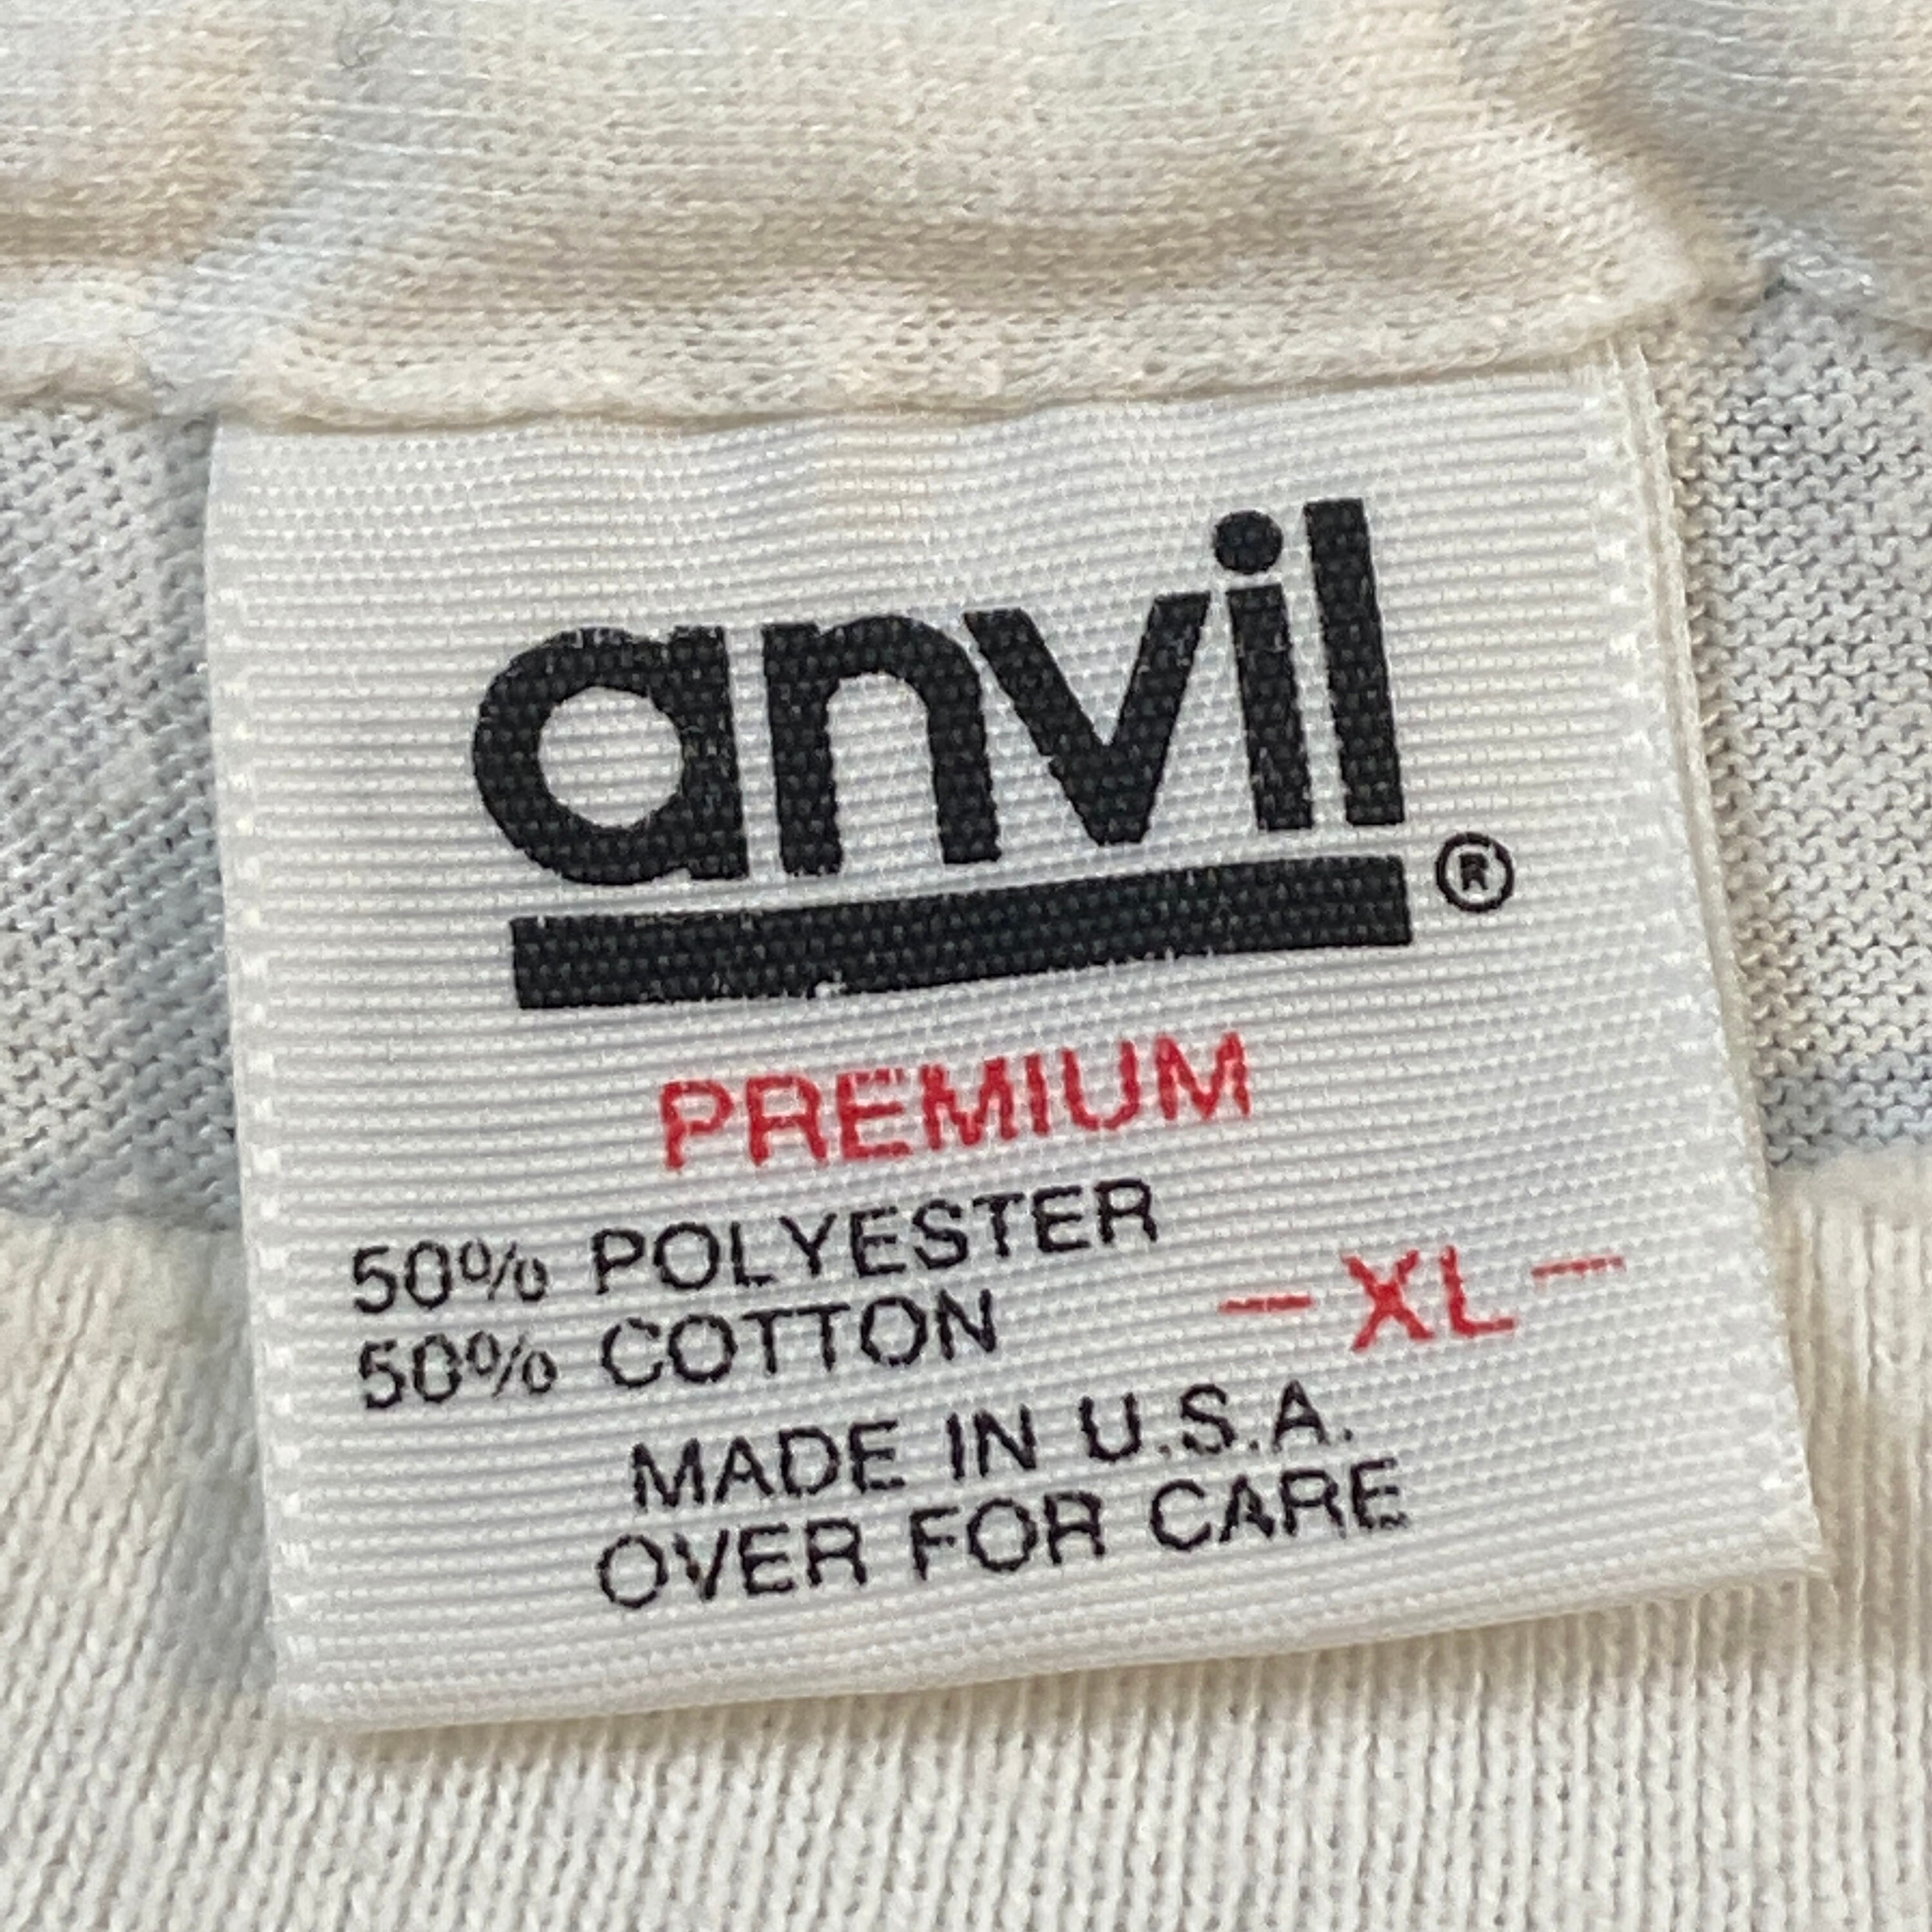 anvil®
PREMIUM
50% POLYESTER
50% COTTON
-XL-
MADE IN U.S.A.
OVER FOR CARE